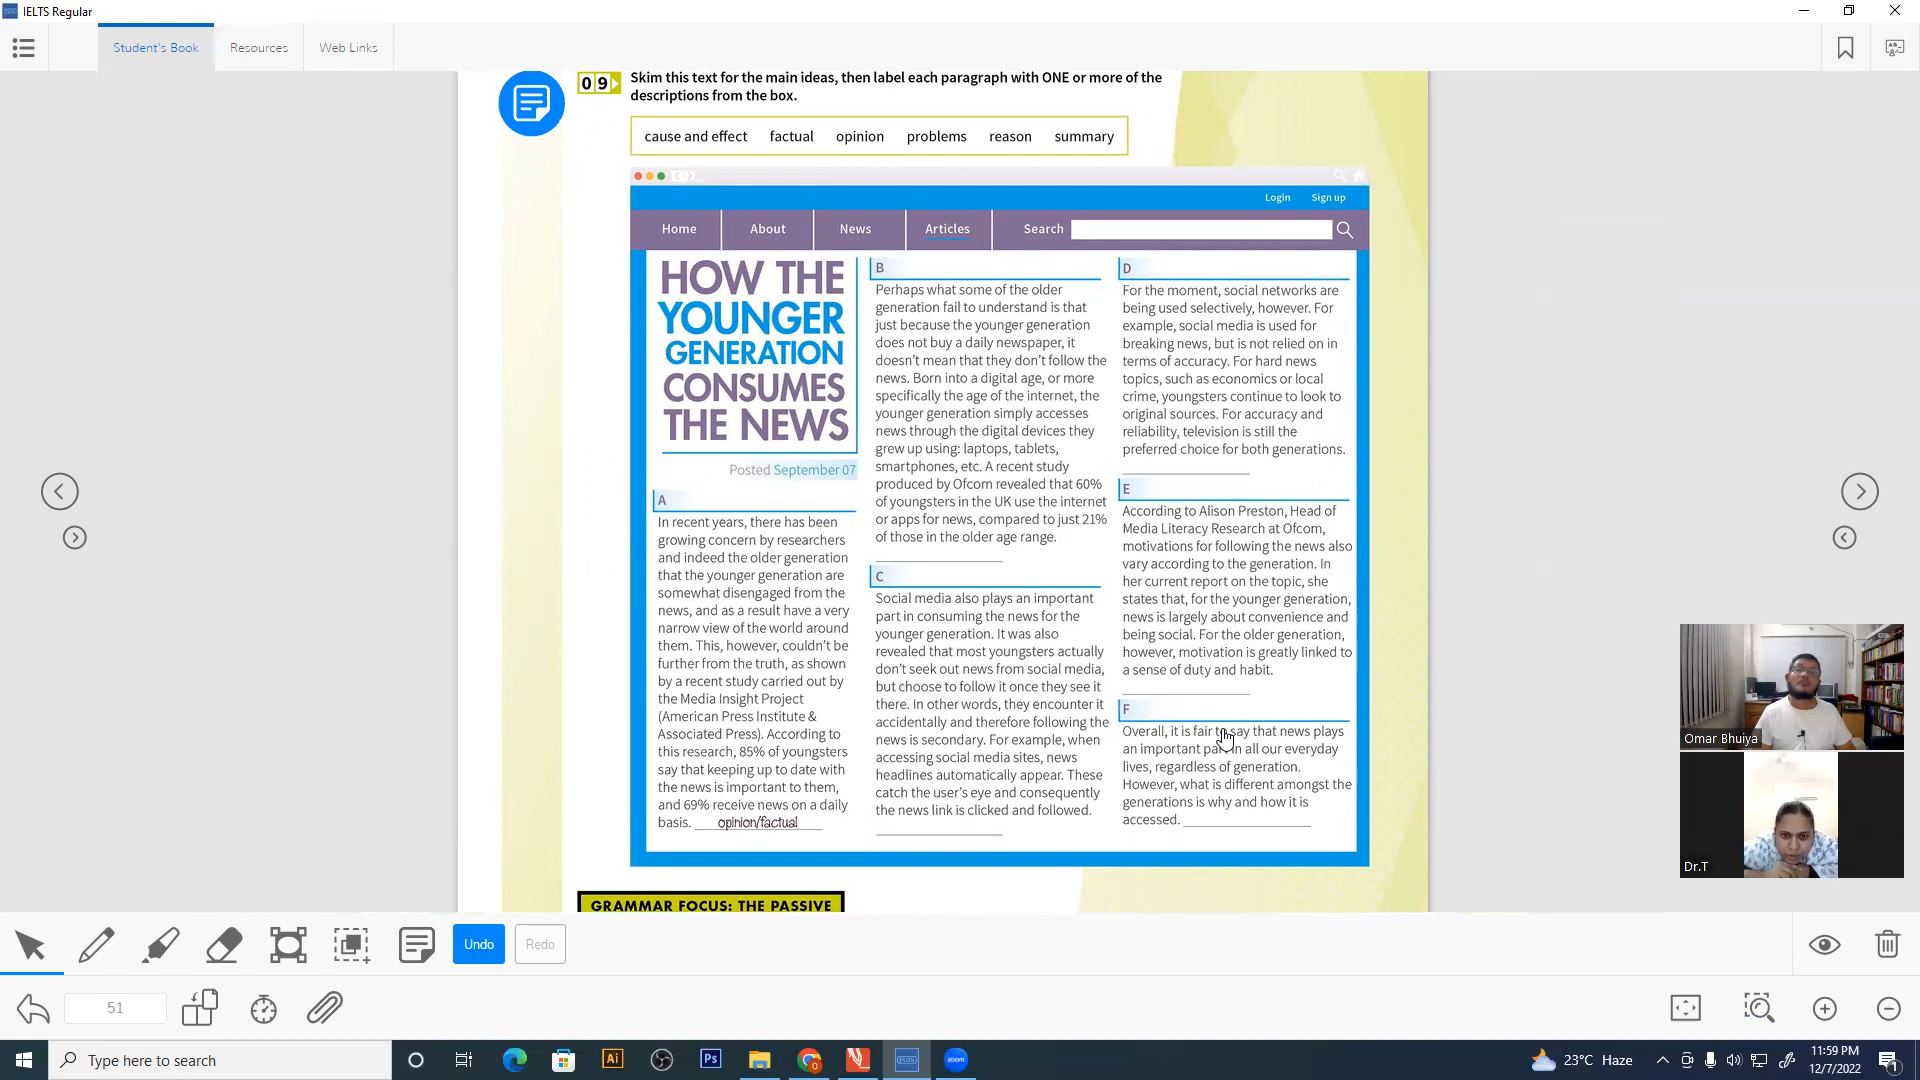 IELTS Regular
Student's Book
Resources
Web Links
09
Skim this text for the main ideas, then label each paragraph with ONE or more of the
descriptions from the box.
cause and effect factual opinion problems reason summary
Login Sign up
Home About News Articles Search
HOW THE
YOUNGER
GENERATION
CONSUMES
THE NEWS
Posted September 07
A
In recent years, there has been
growing concern by researchers
and indeed the older generation
that the younger generation are
somewhat disengaged from the
news, and as a result have a very
narrow view of the world around
them. This, however, couldn't be
further from the truth, as shown
by a recent study carried out by
the Media Insight Project
(American Press Institute &
Associated Press). According to
this research, 85% of youngsters
say that keeping up to date with
the news is important to them,
and 69% receive news on a daily
basis. opinion/factual
B
Perhaps what some of the older
generation fail to understand is that
just because the younger generation
does not buy a daily newspaper, it
doesn't mean that they don't follow the
news. Born into a digital age, or more
specifically the age of the internet, the
younger generation simply accesses
news through the digital devices they
grew up using: laptops, tablets,
smartphones, etc. A recent study
produced by Ofcom revealed that 60%
of youngsters in the UK use the internet
or apps for news, compared to just 21%
of those in the older age range.
C
Social media also plays an important
part in consuming the news for the
younger generation. It was also
revealed that most youngsters actually
don't seek out news from social media,
but choose to follow it once they see it
there. In other words, they encounter it
accidentally and therefore following the
news is secondary. For example, when
accessing social media sites, news
headlines automatically appear. These
catch the user's eye and consequently
the news link is clicked and followed.
D
For the moment, social networks are
being used selectively, however. For
example, social media is used for
breaking news, but is not relied on in
terms of accuracy. For hard news
topics, such as economics or local
crime, youngsters continue to look to
original sources. For accuracy and
reliability, television is still the
preferred choice for both generations.
E
According to Alison Preston, Head of
Media Literacy Research at Ofcom,
motivations for following the news also
vary according to the generation. In
her current report on the topic, she
states that, for the younger generation,
news is largely about convenience and
being social. For the older generation,
however, motivation is greatly linked to
a sense of duty and habit.
F
Overall, it is fair to say that news plays
an important part in all our everyday
lives, regardless of generation.
However, what is different amongst the
generations is why and how it is
accessed.
GRAMMAR FOCUS: THE PASSIVE
Omar Bhuiya
Dr.T
Undo
Redo
51
Type here to search
Ai
Ps
zoom
23°C Haze
11:59 PM
12/7/2022
1